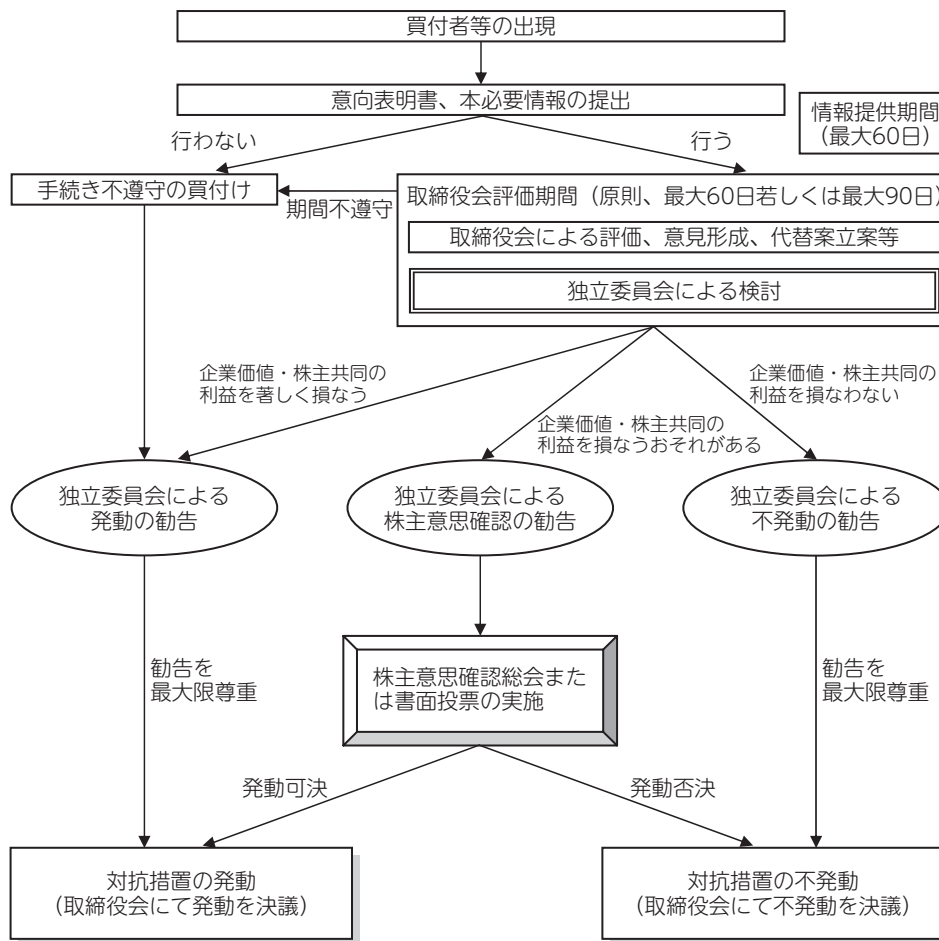 買付者等の出現
意向表明書、本必要情報の提出
情報提供期間
（最大60日）
行わない
行う
手続き不遵守の買付け
期間不遵守
取締役会評価期間（原則、最大60日若しくは最大90日）
取締役会による評価、意見形成、代替案立案等
独立委員会による検討
企業価値・株主共同の
利益を著しく損なう
企業価値・株主共同の
利益を損なうおそれがある
企業価値・株主共同の
利益を損なわない
独立委員会による
発動の勧告
独立委員会による
株主意思確認の勧告
独立委員会による
不発動の勧告
勧告を
最大限尊重
株主意思確認総会また
は書面投票の実施
勧告を
最大限尊重
発動可決
発動否決
対抗措置の発動
（取締役会にて発動を決議）
対抗措置の不発動
（取締役会にて不発動を決議）